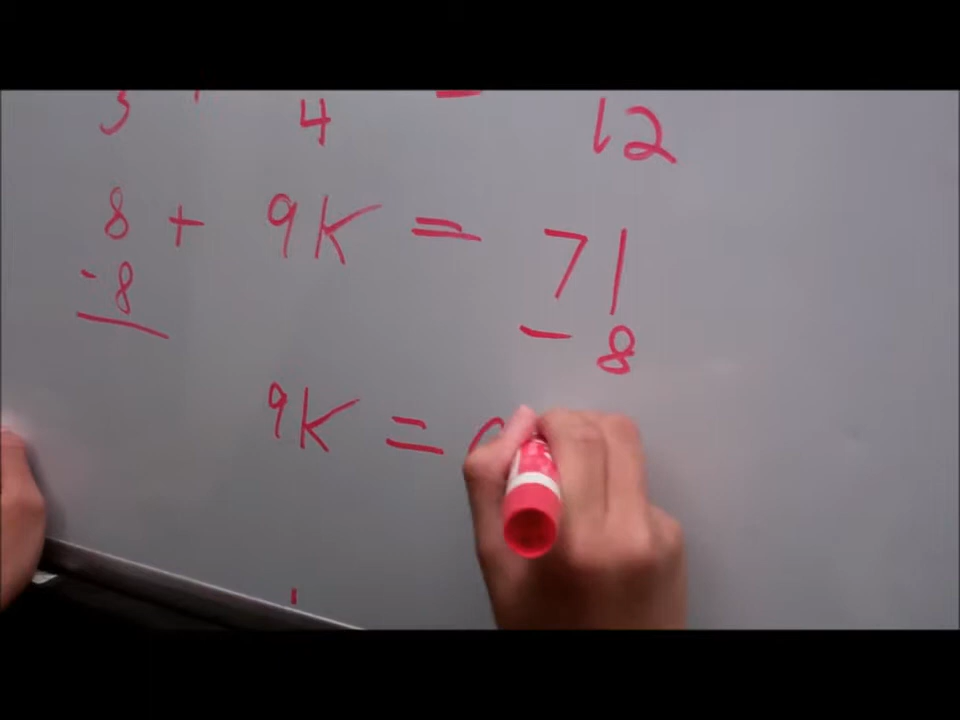 3 4 = 12
8 + 9K = 71
-8 - 8
9K =